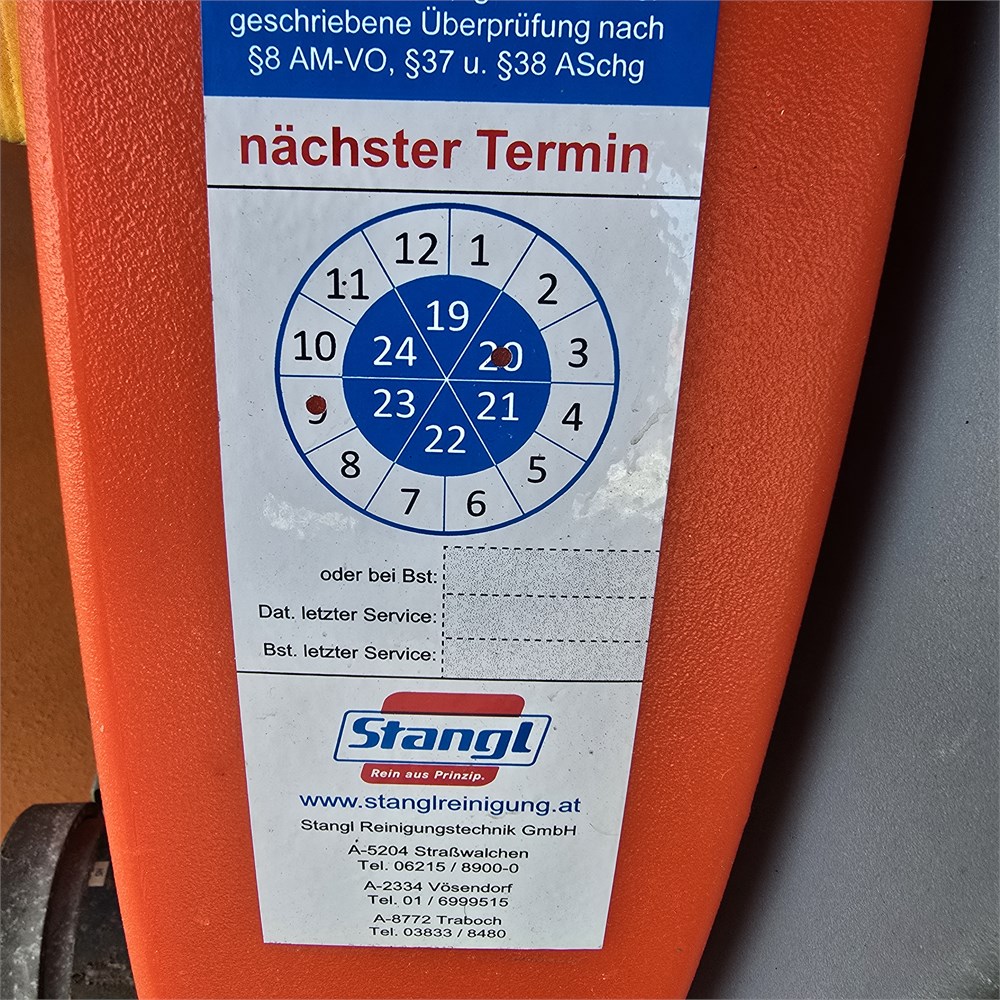 geschriebene Überprüfung nach
§8 AM-VO, §37 u. §38 ASchg
nächster Termin
12 1
11 2
10 3
9 4
8 5
7 6
19
24 20
23 21
22
oder bei Bst:
Dat. letzter Service:
Bst. letzter Service:
Stangl
Rein aus Prinzip.
www.stanglreinigung.at
Stangl Reinigungstechnik GmbH
A-5204 Straßwalchen
Tel. 06215 / 8900-0
A-2334 Vösendorf
Tel. 01 / 6999515
A-8772 Traboch
Tel. 03833 / 8480